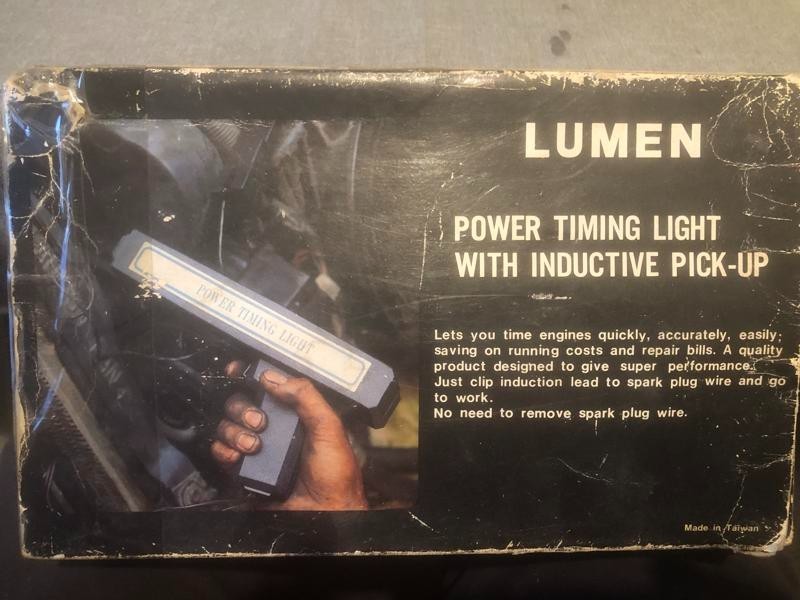 LUMEN
POWER TIMING LIGHT
WITH INDUCTIVE PICK-UP
POWER TIMING LIGHT
Lets you time engines quickly, accurately, easily;
saving on running costs and repair bills. A quality
product designed to give super performance.
Just clip induction lead to spark plug wire and go
to work.
No need to remove spark plug wire.
Made in Taiwan